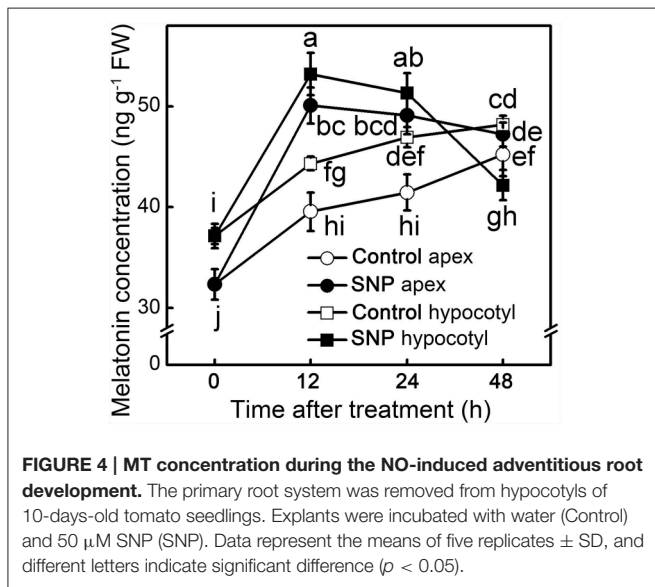 a
ab
cd
bc bcd
de
def
ef
fg
i
hi hi
gh
j
50
40
30
0
Melatonin concentration (ng g⁻¹ FW)
Control apex
SNP apex
Control hypocotyl
SNP hypocotyl
0 12 24 48
Time after treatment (h)
FIGURE 4 | MT concentration during the NO-induced adventitious root
development. The primary root system was removed from hypocotyls of
10-days-old tomato seedlings. Explants were incubated with water (Control)
and 50 μM SNP (SNP). Data represent the means of five replicates ± SD, and
different letters indicate significant difference (p < 0.05).